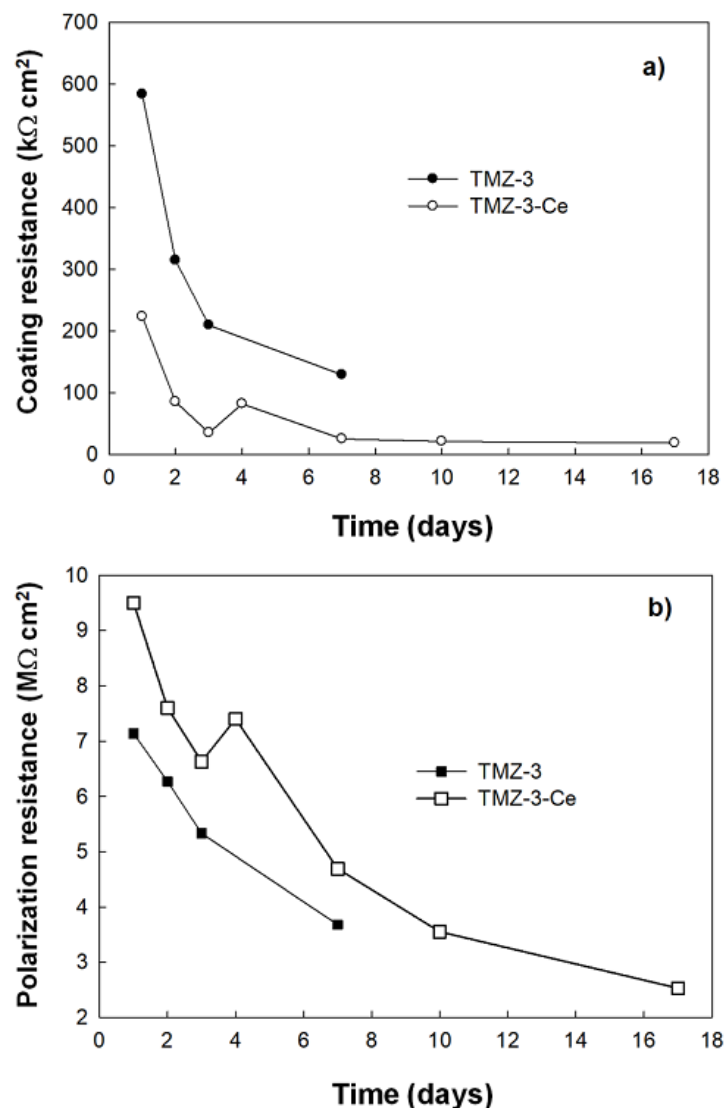 700
600
500
400
300
200
100
0
0 2 4 6 8 10 12 14 16 18
Coating resistance (kΩ cm²)
Time (days)
a)
TMZ-3
TMZ-3-Ce
10
9
8
7
6
5
4
3
2
0 2 4 6 8 10 12 14 16 18
Polarization resistance (MΩ cm²)
Time (days)
b)
TMZ-3
TMZ-3-Ce